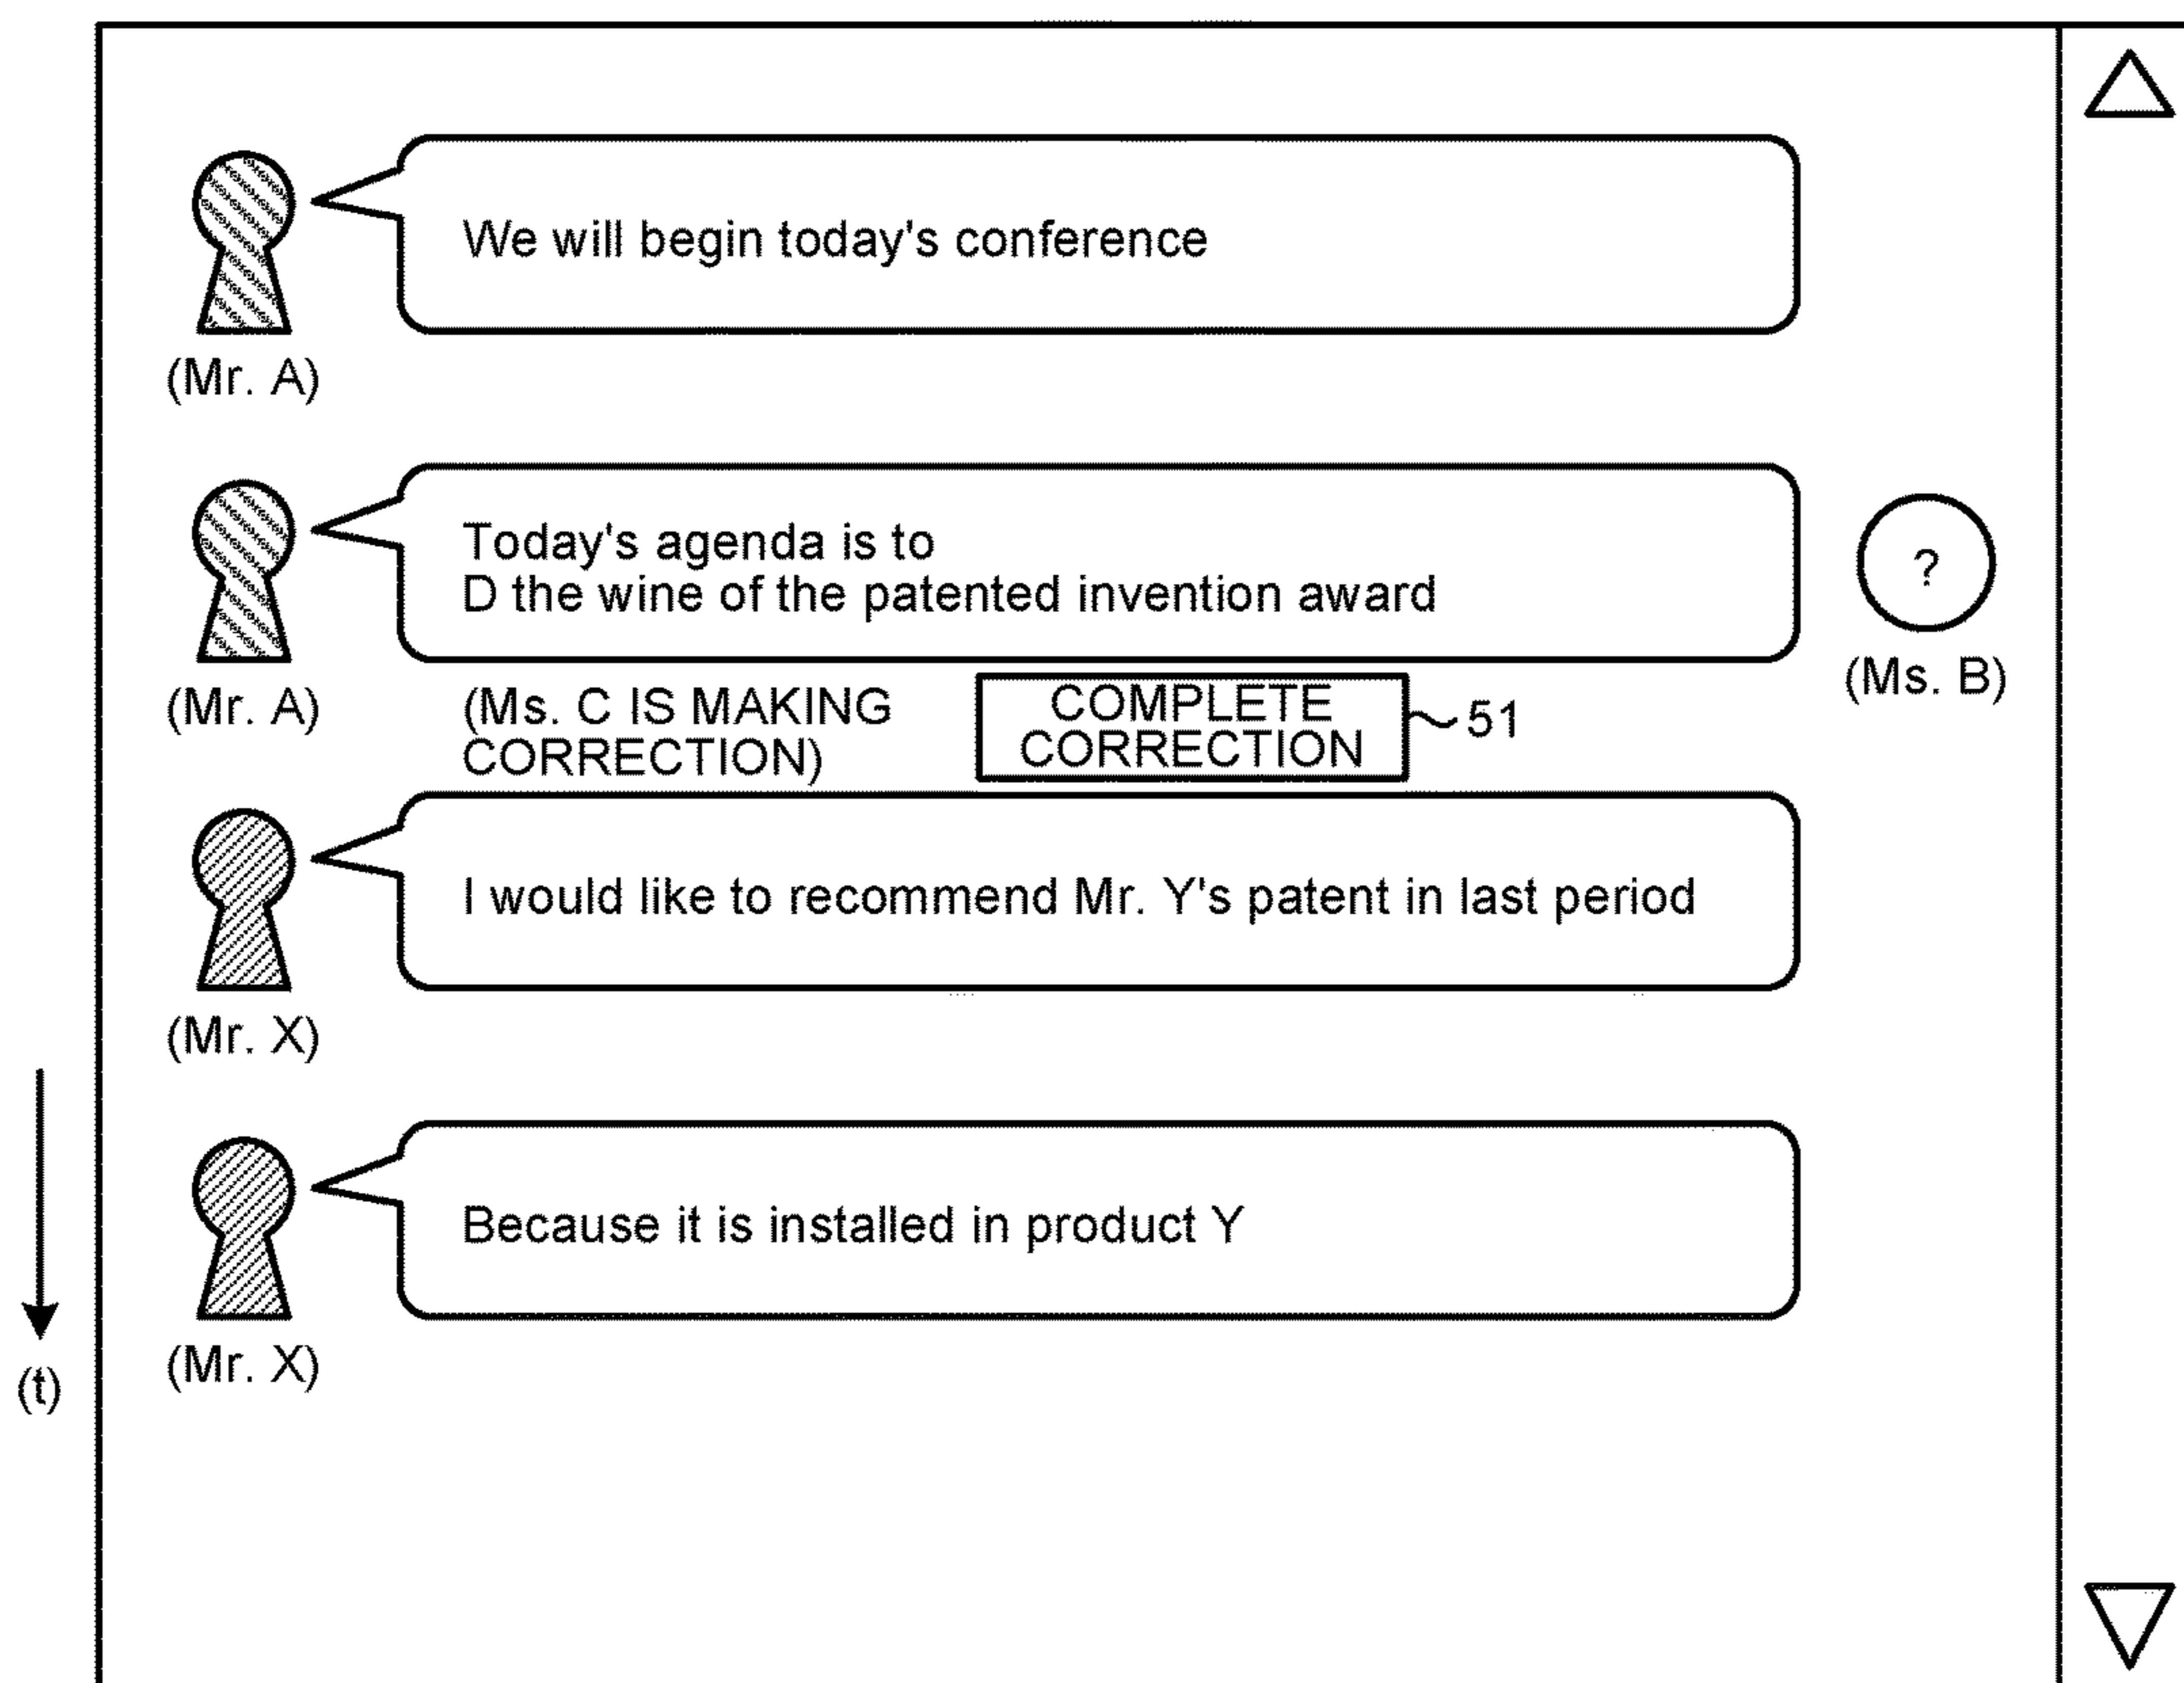 We will begin today's conference
(Mr. A)
Today's agenda is to
D the wine of the patented invention award
?
(Ms. B)
(Mr. A)
(Ms. C IS MAKING
CORRECTION)
COMPLETE
CORRECTION
51
I would like to recommend Mr. Y's patent in last period
(Mr. X)
Because it is installed in product Y
(Mr. X)
(t)